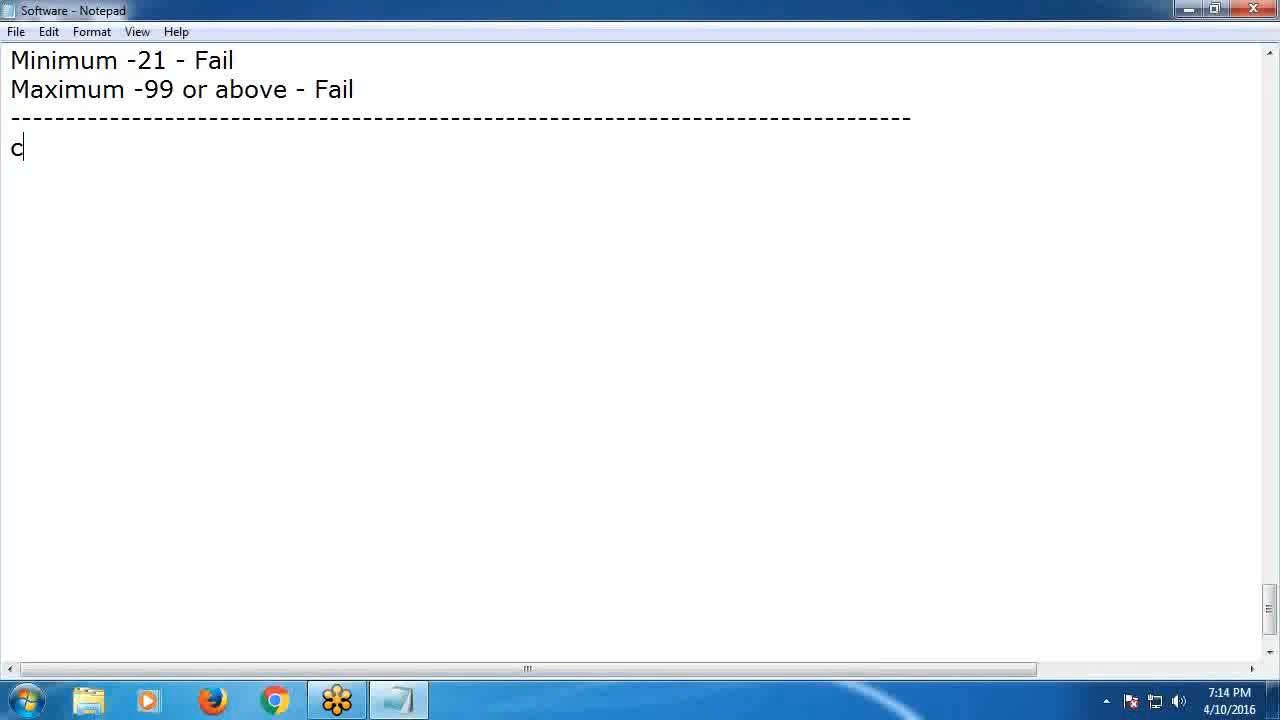 Software - Notepad
File Edit Format View Help
Minimum -21 - Fail
Maximum -99 or above - Fail
----------------------------------------------------------------------------------
c
7:14 PM
4/10/2016